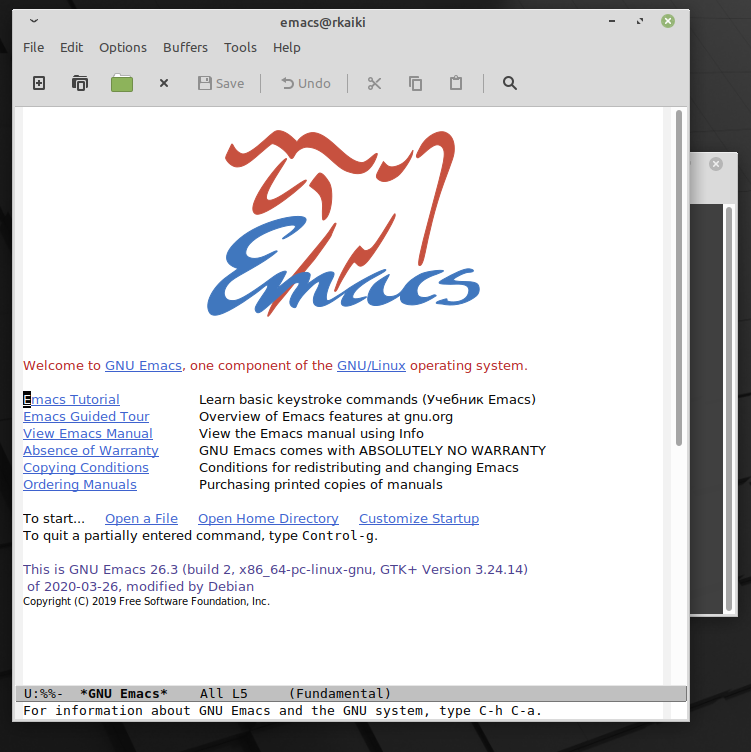 emacs@rkaiki
File Edit Options Buffers Tools Help
Save Undo
Emacs
Welcome to GNU Emacs, one component of the GNU/Linux operating system.
Emacs Tutorial Learn basic keystroke commands (Учебник Emacs)
Emacs Guided Tour Overview of Emacs features at gnu.org
View Emacs Manual View the Emacs manual using Info
Absence of Warranty GNU Emacs comes with ABSOLUTELY NO WARRANTY
Copying Conditions Conditions for redistributing and changing Emacs
Ordering Manuals Purchasing printed copies of manuals
To start... Open a File Open Home Directory Customize Startup
To quit a partially entered command, type Control-g.
This is GNU Emacs 26.3 (build 2, x86_64-pc-linux-gnu, GTK+ Version 3.24.14)
of 2020-03-26, modified by Debian
Copyright (C) 2019 Free Software Foundation, Inc.
U:%%- *GNU Emacs* All L5 (Fundamental)
For information about GNU Emacs and the GNU system, type C-h C-a.